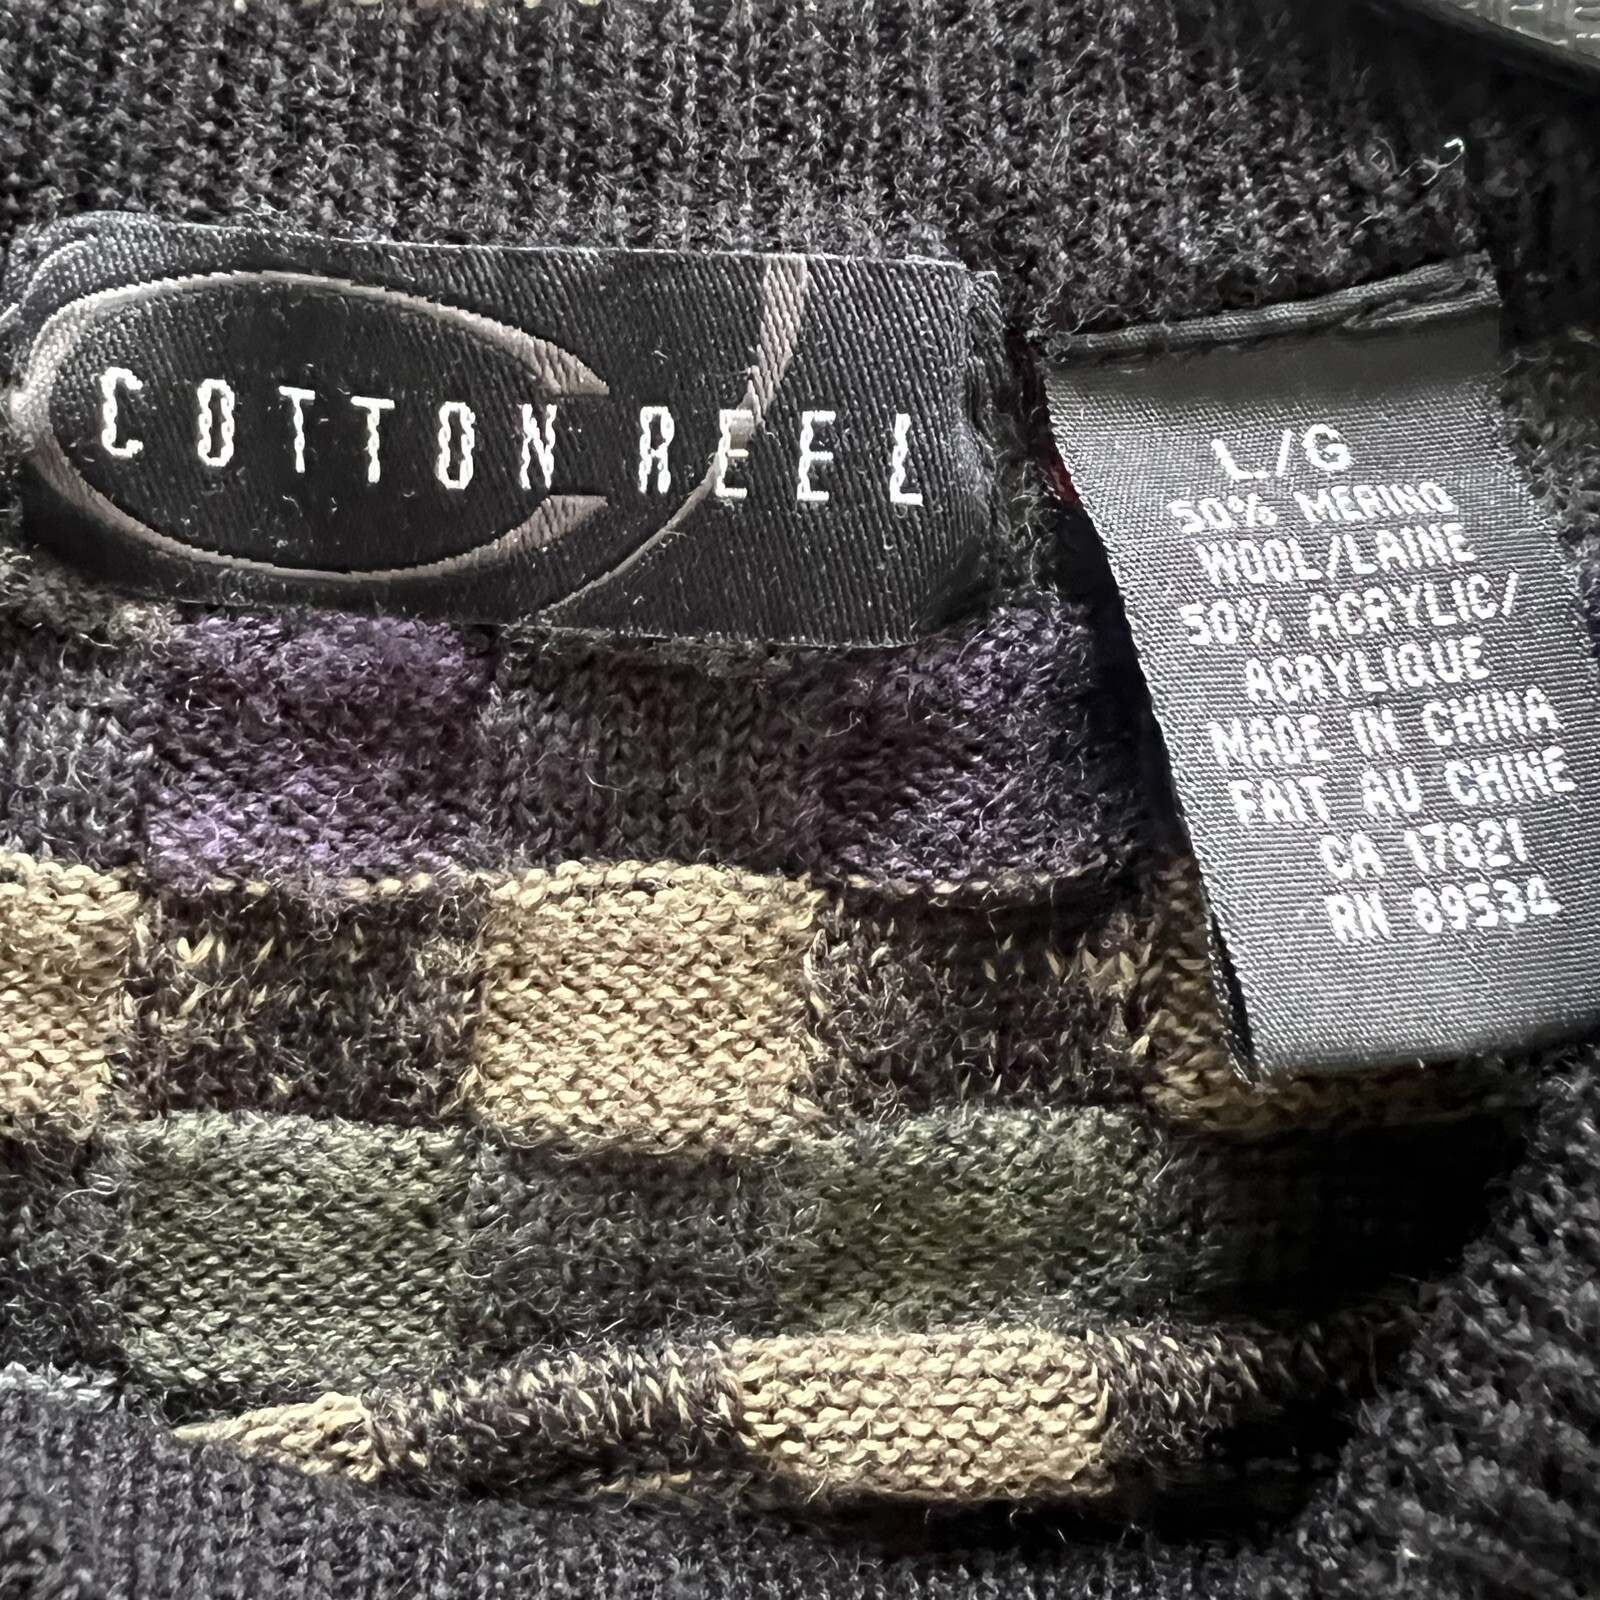 COTTON REEL
L/G
50% MERINO
WOOL/LAINE
50% ACRYLIC/
ACRYLIQUE
MADE IN CHINA
FAIT AU CHINE
CA 17821
RN 89534